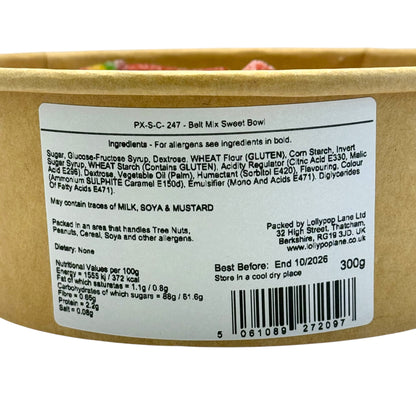 PX-S-C- 247 - Belt Mix Sweet Bowl
Ingredients - For allergens see ingredients in bold.
Sugar, Glucose-Fructose Syrup, Dextrose, WHEAT Flour (GLUTEN), Corn Starch, Invert
Sugar Syrup, WHEAT Starch (Contains GLUTEN), Acidity Regulator (Citric Acid E330, Malic
Acid E296), Dextrose, Vegetable Oil (Palm), Humectant (Sorbitol E420), Flavouring, Colour
(Ammonium SULPHITE Caramel E150d), Emulsifier (Mono And Acids E471), Diglycerides
Of Fatty Acids E471).
May contain traces of MILK, SOYA & MUSTARD
Packed in an area that handles Tree Nuts,
Peanuts, Cereal, Soya and other allergens.
Dietary: None
Nutritional Values per 100g
Energy = 1555 kj / 372 kcal
Fat of which saturates = 1.1g / 0.8g
Carbohydrates of which sugars = 88g / 61.6g
Fibre = 0.65g
Protein = 2.2g
Salt = 0.08g
Packed by Lollypop Lane Ltd
34 High Street, Thatcham,
Berkshire, RG19 3JD. UK
www.lollypoplane.co.uk
Best Before: End 10/2026
Store in a cool dry place
300g
5 061089 272097